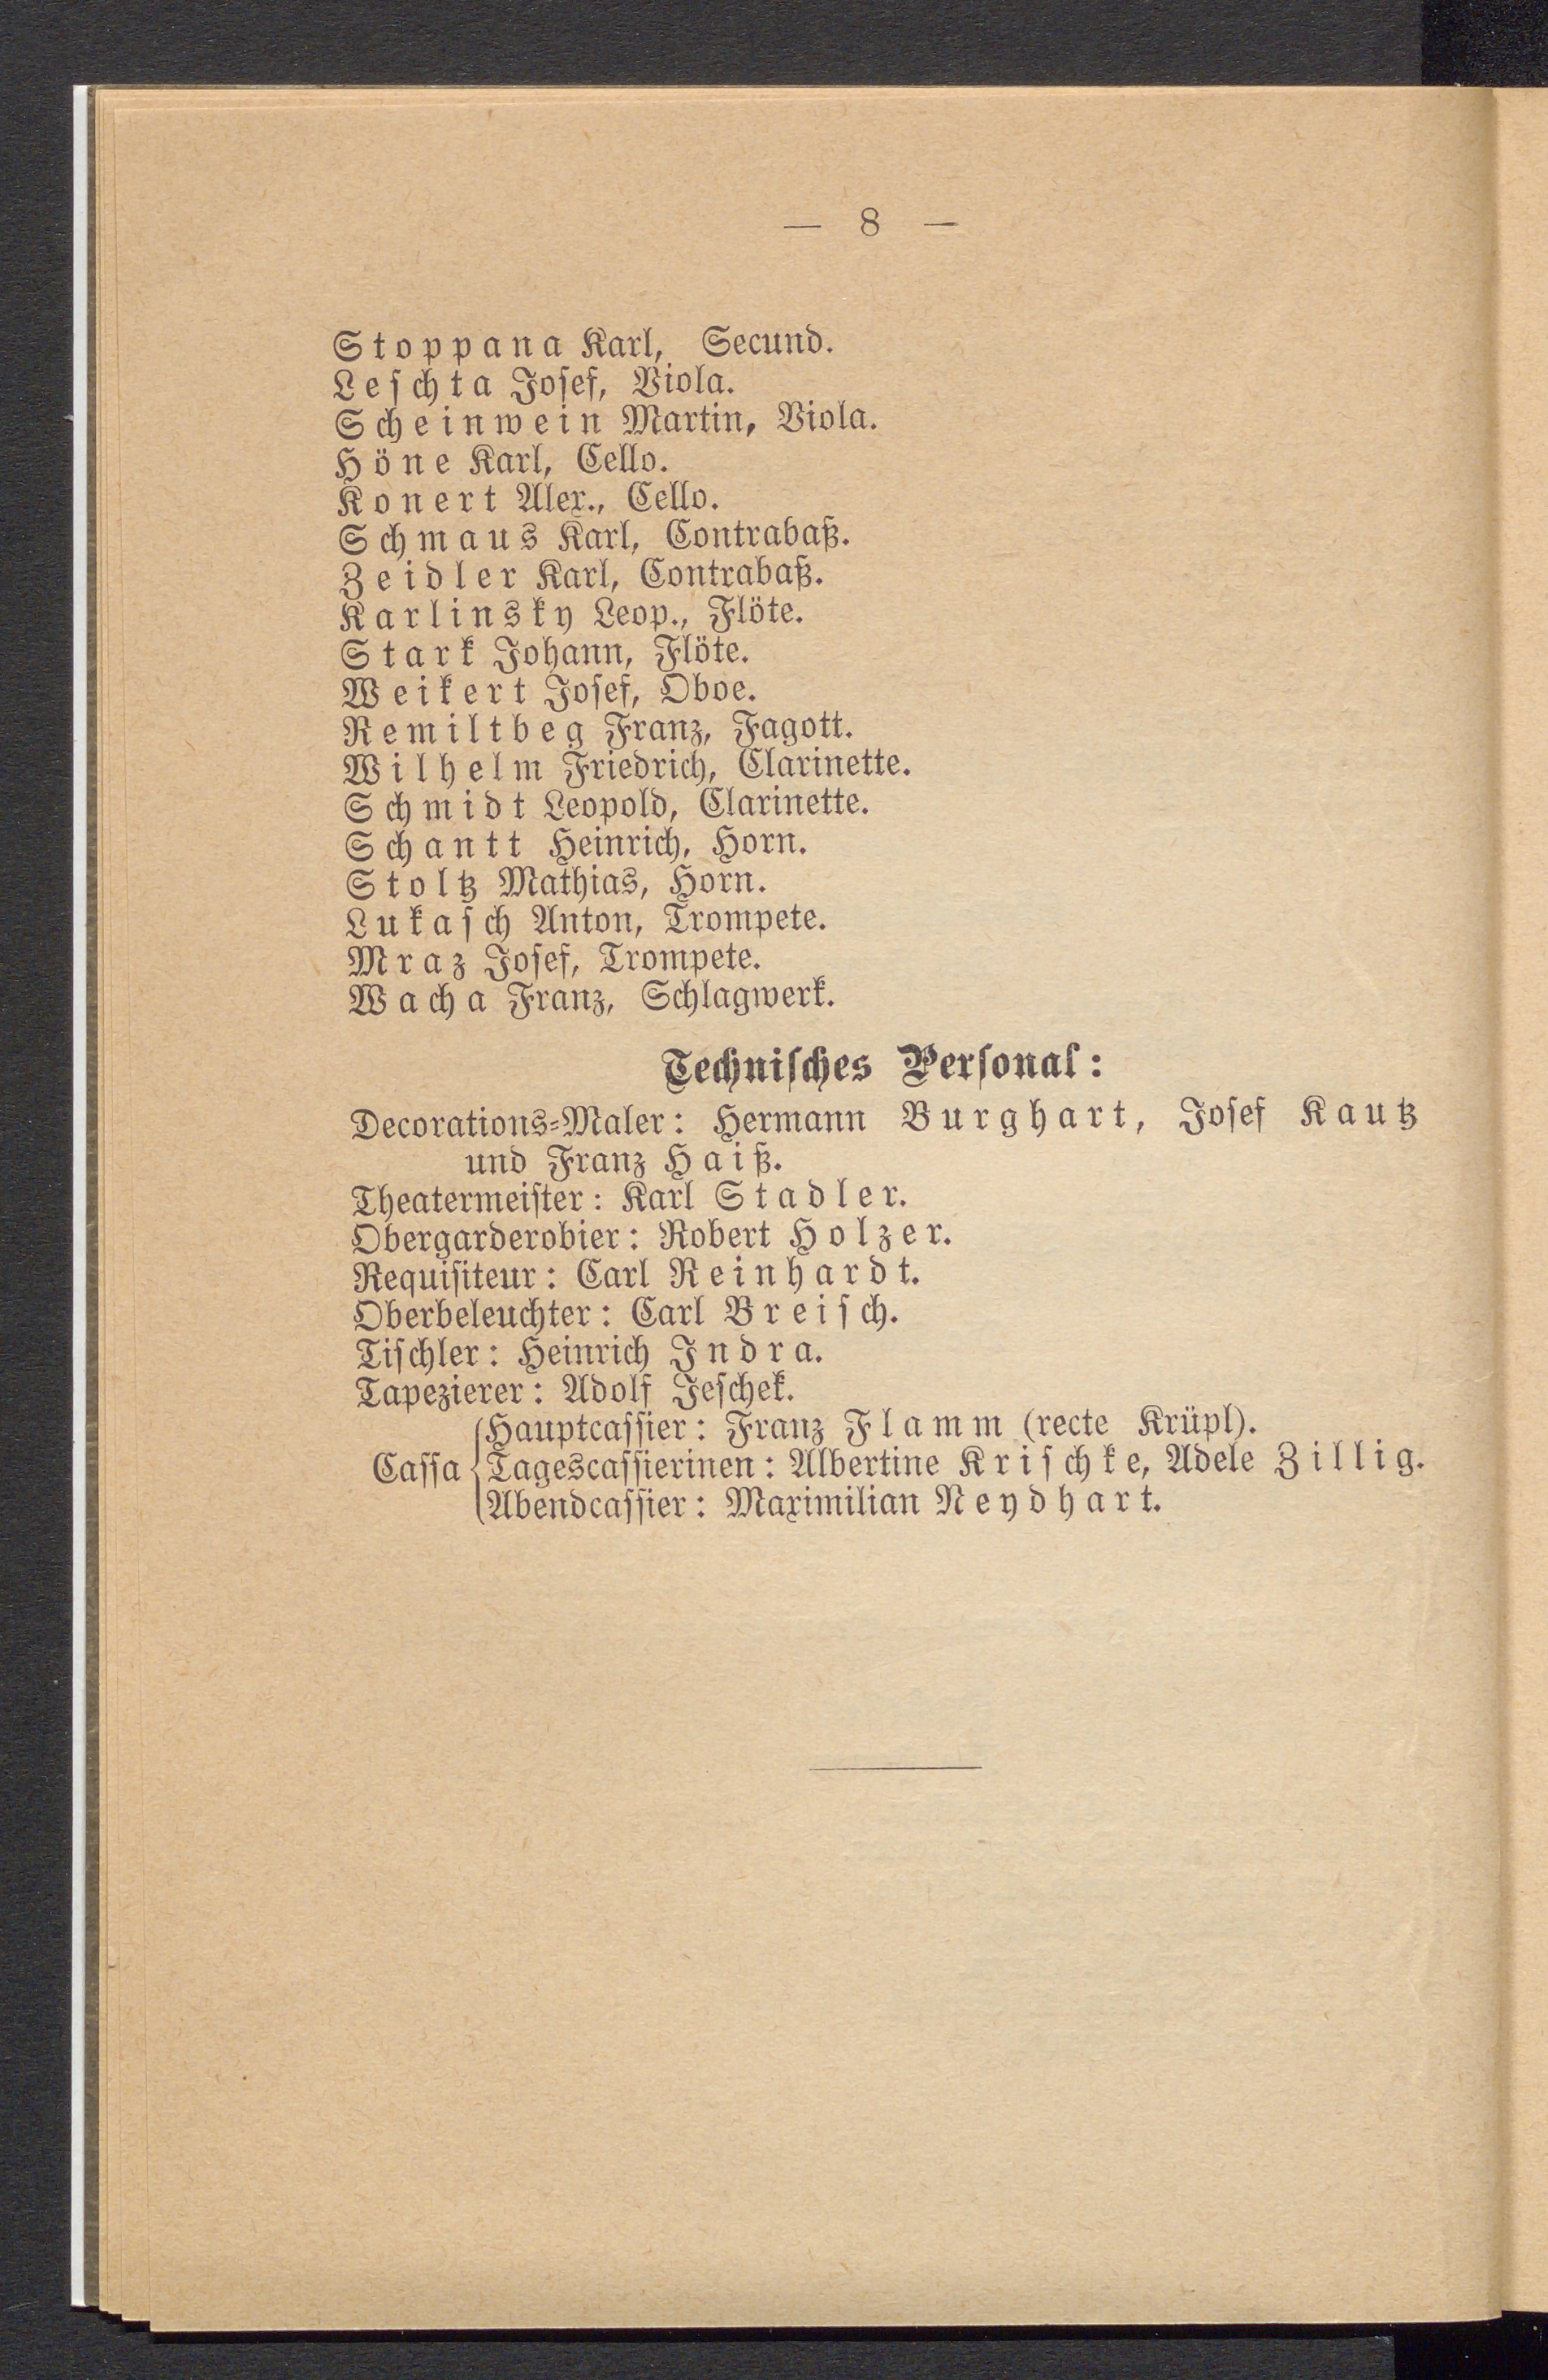 — 8 —
Stoppana Karl, Secund.
Leschta Josef, Viola.
Scheinwein Martin, Viola.
Höne Karl, Cello.
Konert Alex., Cello.
Schmaus Karl, Contrabaß.
Zeidler Karl, Contrabaß.
Karlinsky Leop., Flöte.
Stark Johann, Flöte.
Weikert Josef, Oboe.
Remiltbeg Franz, Fagott.
Wilhelm Friedrich, Clarinette.
Schmidt Leopold, Clarinette.
Schantt Heinrich, Horn.
Stoltz Mathias, Horn.
Lukasch Anton, Trompete.
Mraz Josef, Trompete.
Wacha Franz, Schlagwerk.
Technisches Personal:
Decorations-Maler: Hermann Burghart, Josef Kautz
und Franz Haiß.
Theatermeister: Karl Stadler.
Obergarderobier: Robert Holzer.
Requisiteur: Carl Reinhardt.
Oberbeleuchter: Carl Breisch.
Tischler: Heinrich Indra.
Tapezierer: Adolf Jeschek.
Hauptcassier: Franz Flamm (recte Krüpl).
Cassa Tagescassierinen: Albertine Krischke, Adele Zillig.
Abendcassier: Maximilian Neydhart.